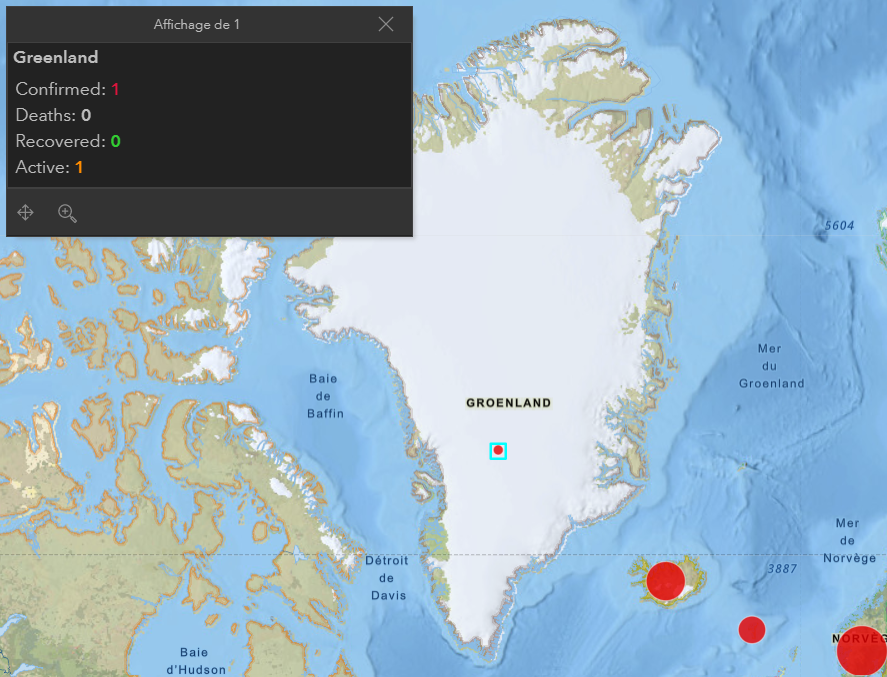 Affichage de 1
Greenland
Confirmed: 1
Deaths: 0
Recovered: 0
Active: 1
5604
Mer
du
Groenland
Baie
de
Baffin
GROENLAND
Mer
de
Norvège
3887
Détroit
de
Davis
NORVÈG
Baie
d'Hudson